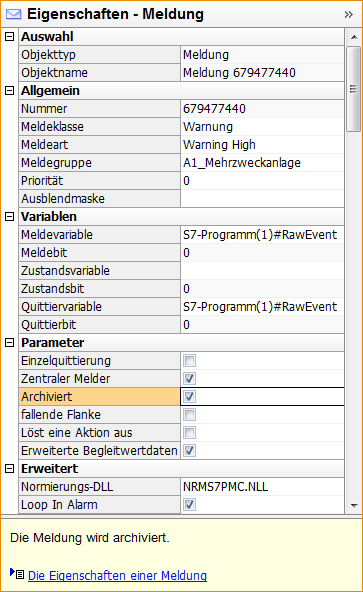 Eigenschaften - Meldung »
Auswahl
Objekttyp Meldung
Objektname Meldung 679477440
Allgemein
Nummer 679477440
Meldeklasse Warnung
Meldeart Warning High
Meldegruppe A1_Mehrzweckanlage
Priorität 0
Ausblendmaske
Variablen
Meldevariable S7-Programm(1)#RawEvent
Meldebit 0
Zustandsvariable
Zustandsbit 0
Quittiervariable S7-Programm(1)#RawEvent
Quittierbit 0
Parameter
Einzelquittierung
Zentraler Melder
Archiviert
fallende Flanke
Löst eine Aktion aus
Erweiterte Begleitwertdaten
Erweitert
Normierungs-DLL NRMS7PMC.NLL
Loop In Alarm
Die Meldung wird archiviert.
Die Eigenschaften einer Meldung